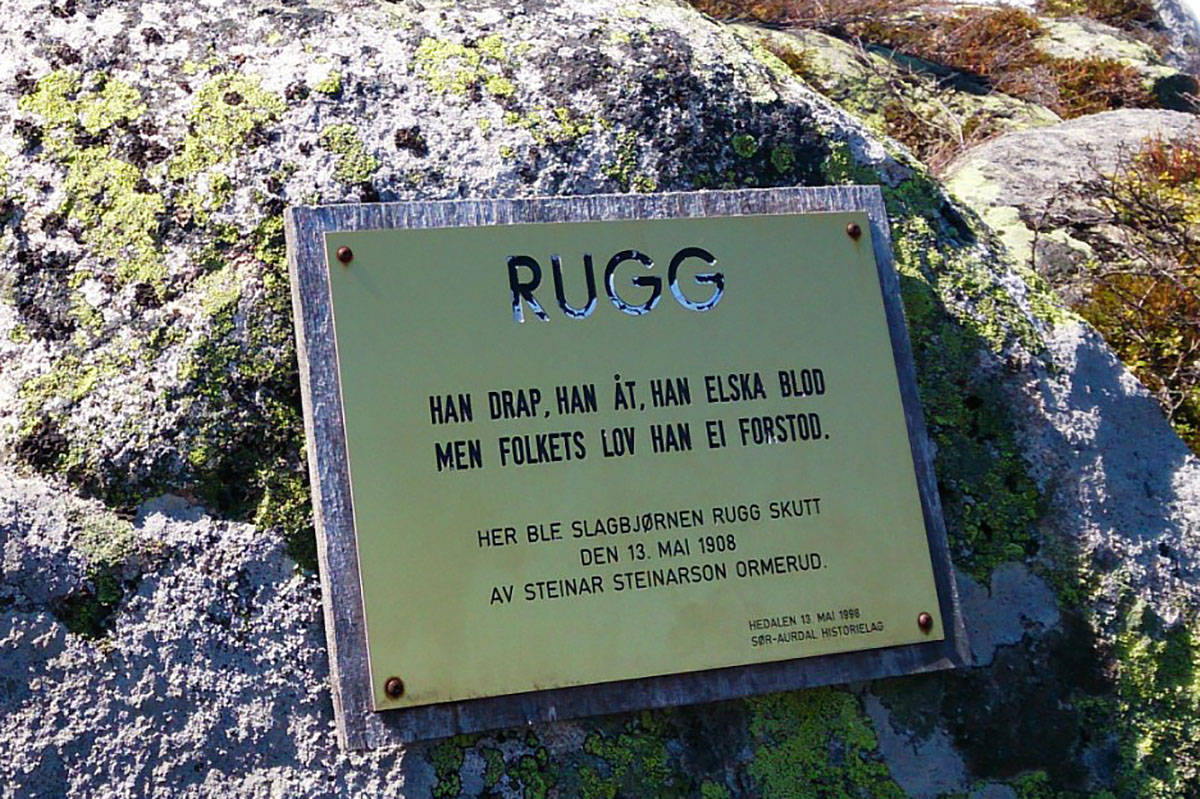 RUGG
HAN DRAP, HAN ÅT, HAN ELSKA BLOD
MEN FOLKETS LOV HAN EI FORSTOD.
HER BLE SLAGBJØRNEN RUGG SKUTT
DEN 13. MAI 1908
AV STEINAR STEINARSON ORMERUD.
HEDALEN 13. MAI 1998
SØR-AURDAL HISTORIELAG